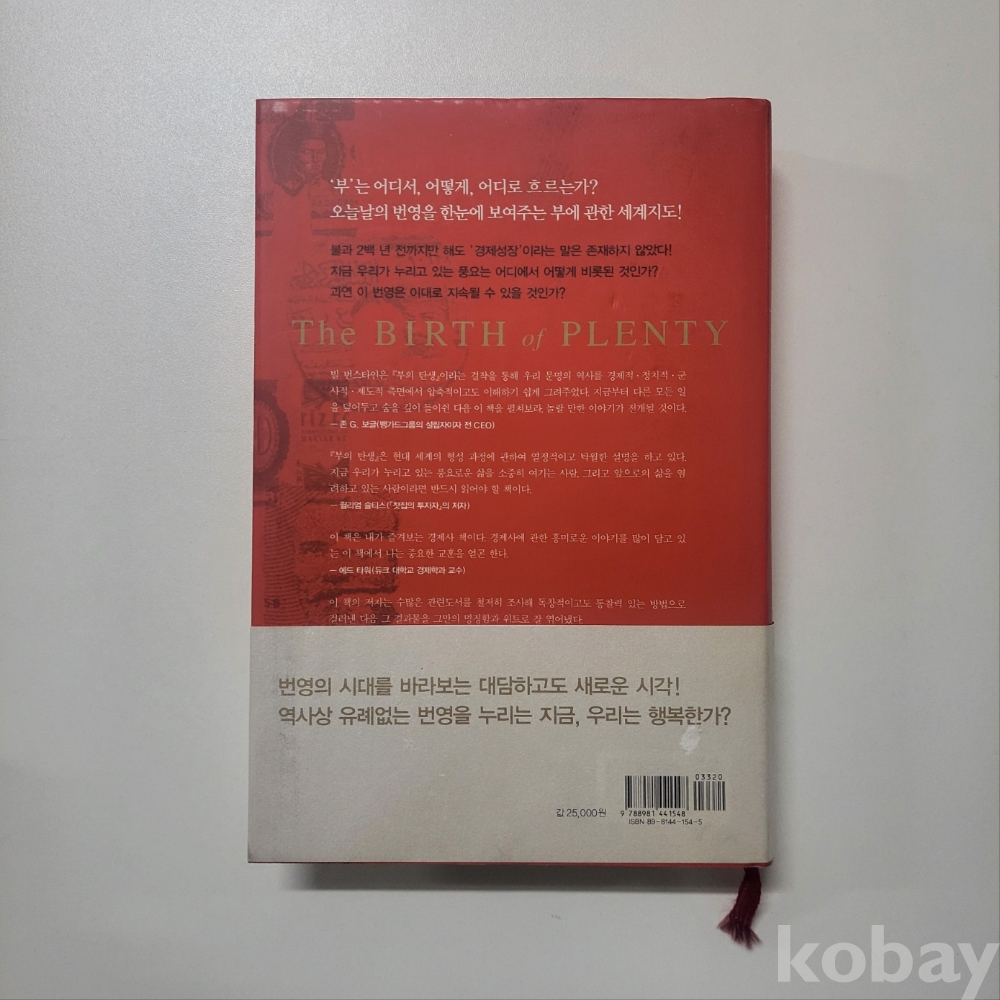 '부'는 어디서, 어떻게, 어디로 흐르는가?
오늘날의 번영을 한눈에 보여주는 부에 관한 세계지도!
불과 2백 년 전까지만 해도 '경제성장'이라는 말은 존재하지 않았다!
지금 우리가 누리고 있는 풍요는 어디에서 어떻게 비롯된 것인가?
과연 이 번영은 이대로 지속될 수 있을 것인가?
The BIRTH of PLENTY
빌 번스타인은 『부의 탄생』이라는 걸작을 통해 우리 문명의 역사를 경제적·정치적·군
사적·제도적 측면에서 압축적이고도 이해하기 쉽게 그려주었다. 지금부터 다른 모든 일
을 덮어두고 숨을 깊이 들이쉰 다음 이 책을 펼쳐보라. 놀랄 만한 이야기가 전개될 것이다.
— 존 G. 보글(뱅가드그룹의 설립자이자 전 CEO)
『부의 탄생』은 현대 세계의 형성 과정에 관하여 열정적이고 탁월한 설명을 하고 있다.
지금 우리가 누리고 있는 풍요로운 삶을 소중히 여기는 사람, 그리고 앞으로의 삶을 염
려하고 있는 사람이라면 반드시 읽어야 할 책이다.
— 윌리엄 슐티스(『찻집의 투자자』의 저자)
이 책은 내가 즐겨보는 경제사 책이다. 경제사에 관한 흥미로운 이야기를 많이 담고 있
는 이 책에서 나는 중요한 교훈을 얻곤 한다.
— 에드 타워(듀크 대학교 경제학과 교수)
이 책의 저자는 수많은 관련도서를 철저히 조사해 독창적이고도 통찰력 있는 방법으로
걸러낸 다음 그 결과물을 그만의 명징함과 위트로 잘 엮어냈다.
번영의 시대를 바라보는 대담하고도 새로운 시각!
역사상 유례없는 번영을 누리는 지금, 우리는 행복한가?
03320
값 25,000원
9 788981 441548
ISBN 89-8144-154-5
kobay